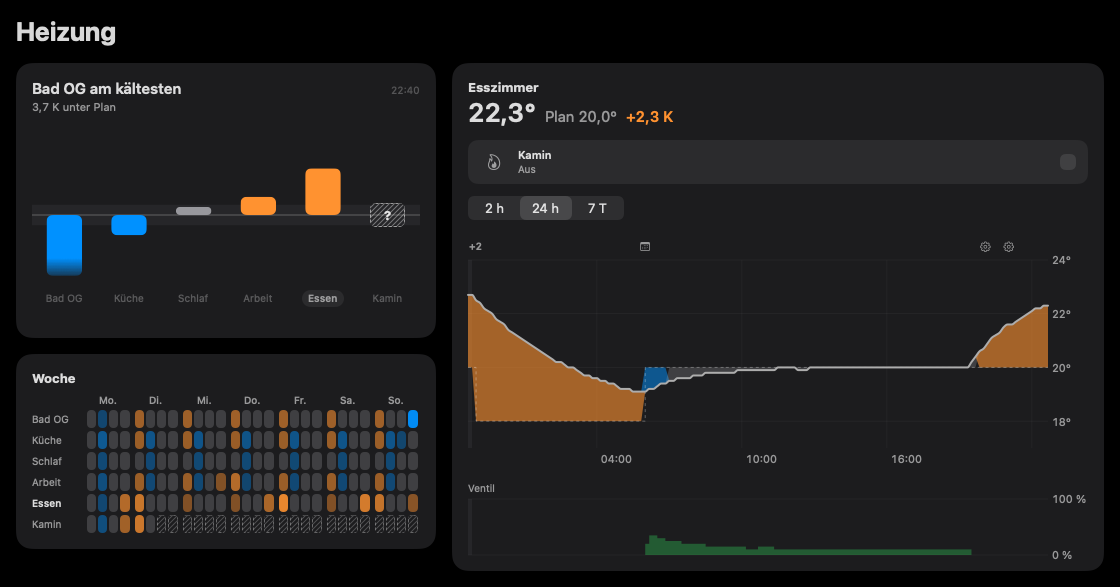 Heizung
Bad OG am kältesten
22:40
3,7 K unter Plan
?
Bad OG Küche Schlaf Arbeit Essen Kamin
Woche
Mo. Di. Mi. Do. Fr. Sa. So.
Bad OG
Küche
Schlaf
Arbeit
Essen
Kamin
Esszimmer
22,3° Plan 20,0° +2,3 K
Kamin
Aus
2 h 24 h 7 T
+2
24°
22°
20°
18°
04:00 10:00 16:00
Ventil
100 %
0 %